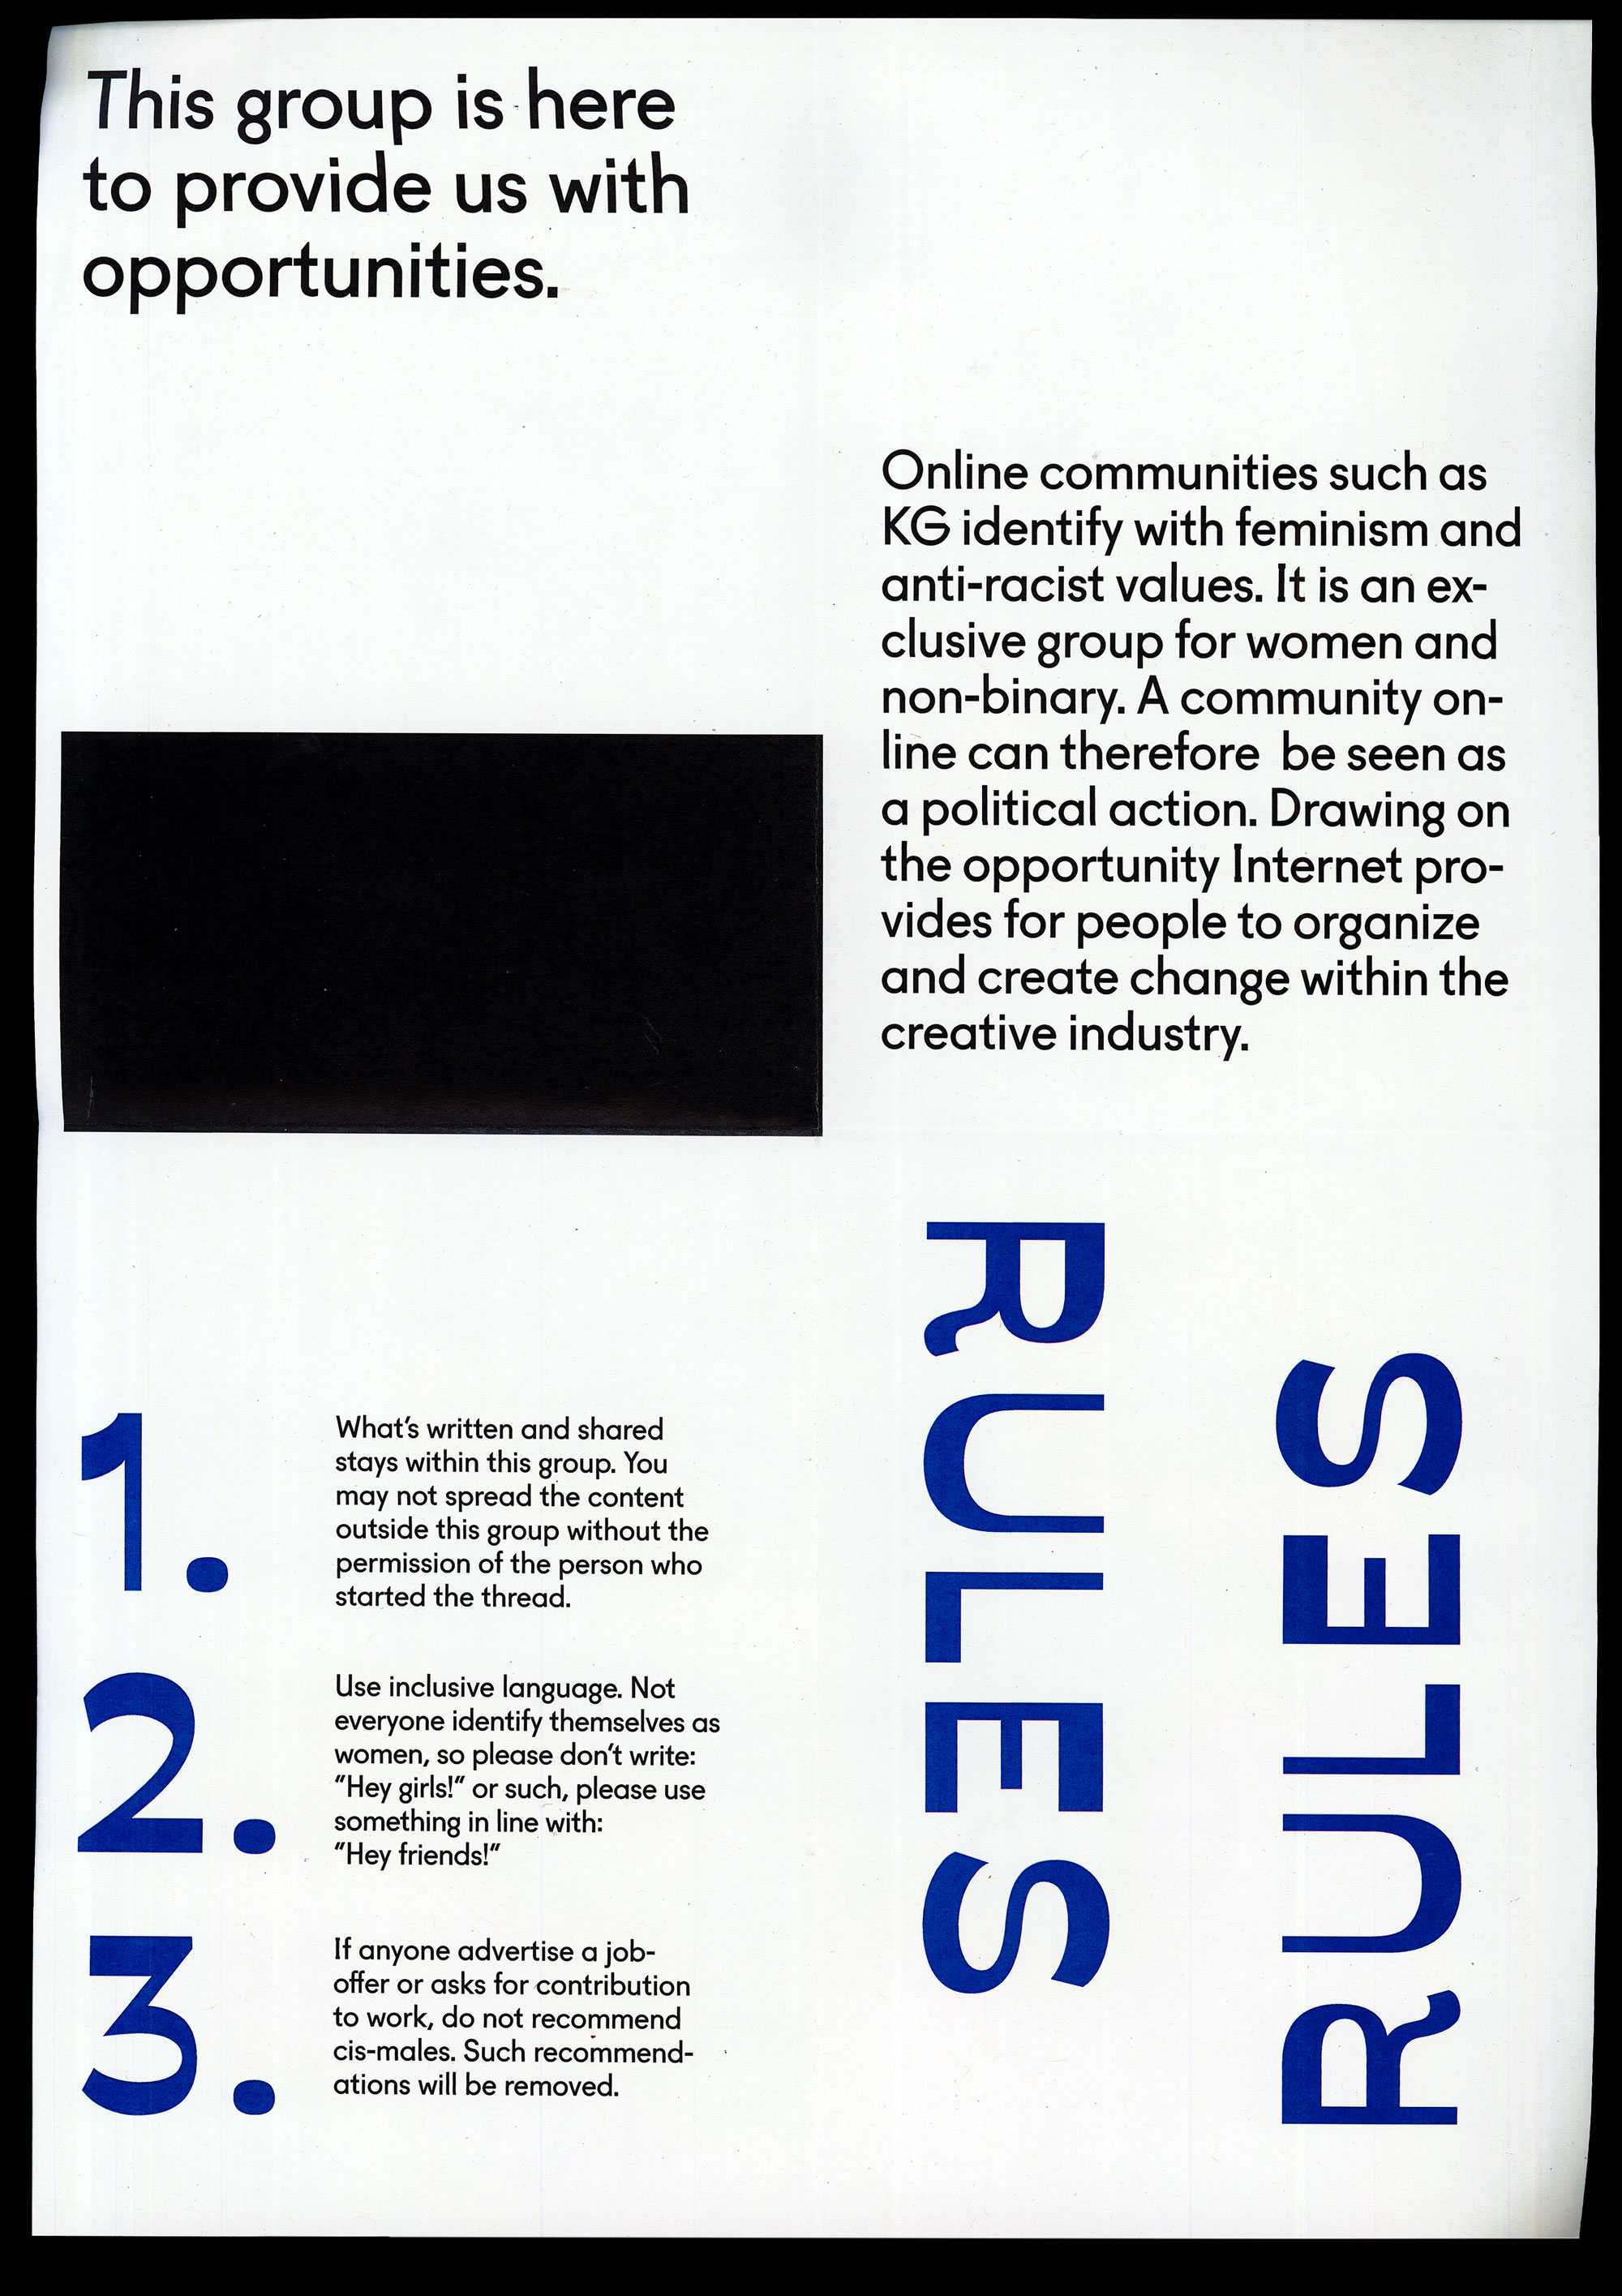 This group is here
to provide us with
opportunities.
Online communities such as
KG identify with feminism and
anti-racist values. It is an ex-
clusive group for women and
non-binary. A community on-
line can therefore  be seen as
a political action. Drawing on
the opportunity Internet pro-
vides for people to organize
and create change within the
creative industry.
RULES
RULES
1.
What's written and shared
stays within this group. You
may not spread the content
outside this group without the
permission of the person who
started the thread.
2.
Use inclusive language. Not
everyone identify themselves as
women, so please don't write:
"Hey girls!" or such, please use
something in line with:
"Hey friends!"
3.
If anyone advertise a job-
offer or asks for contribution
to work, do not recommend
cis-males. Such recommend-
ations will be removed.